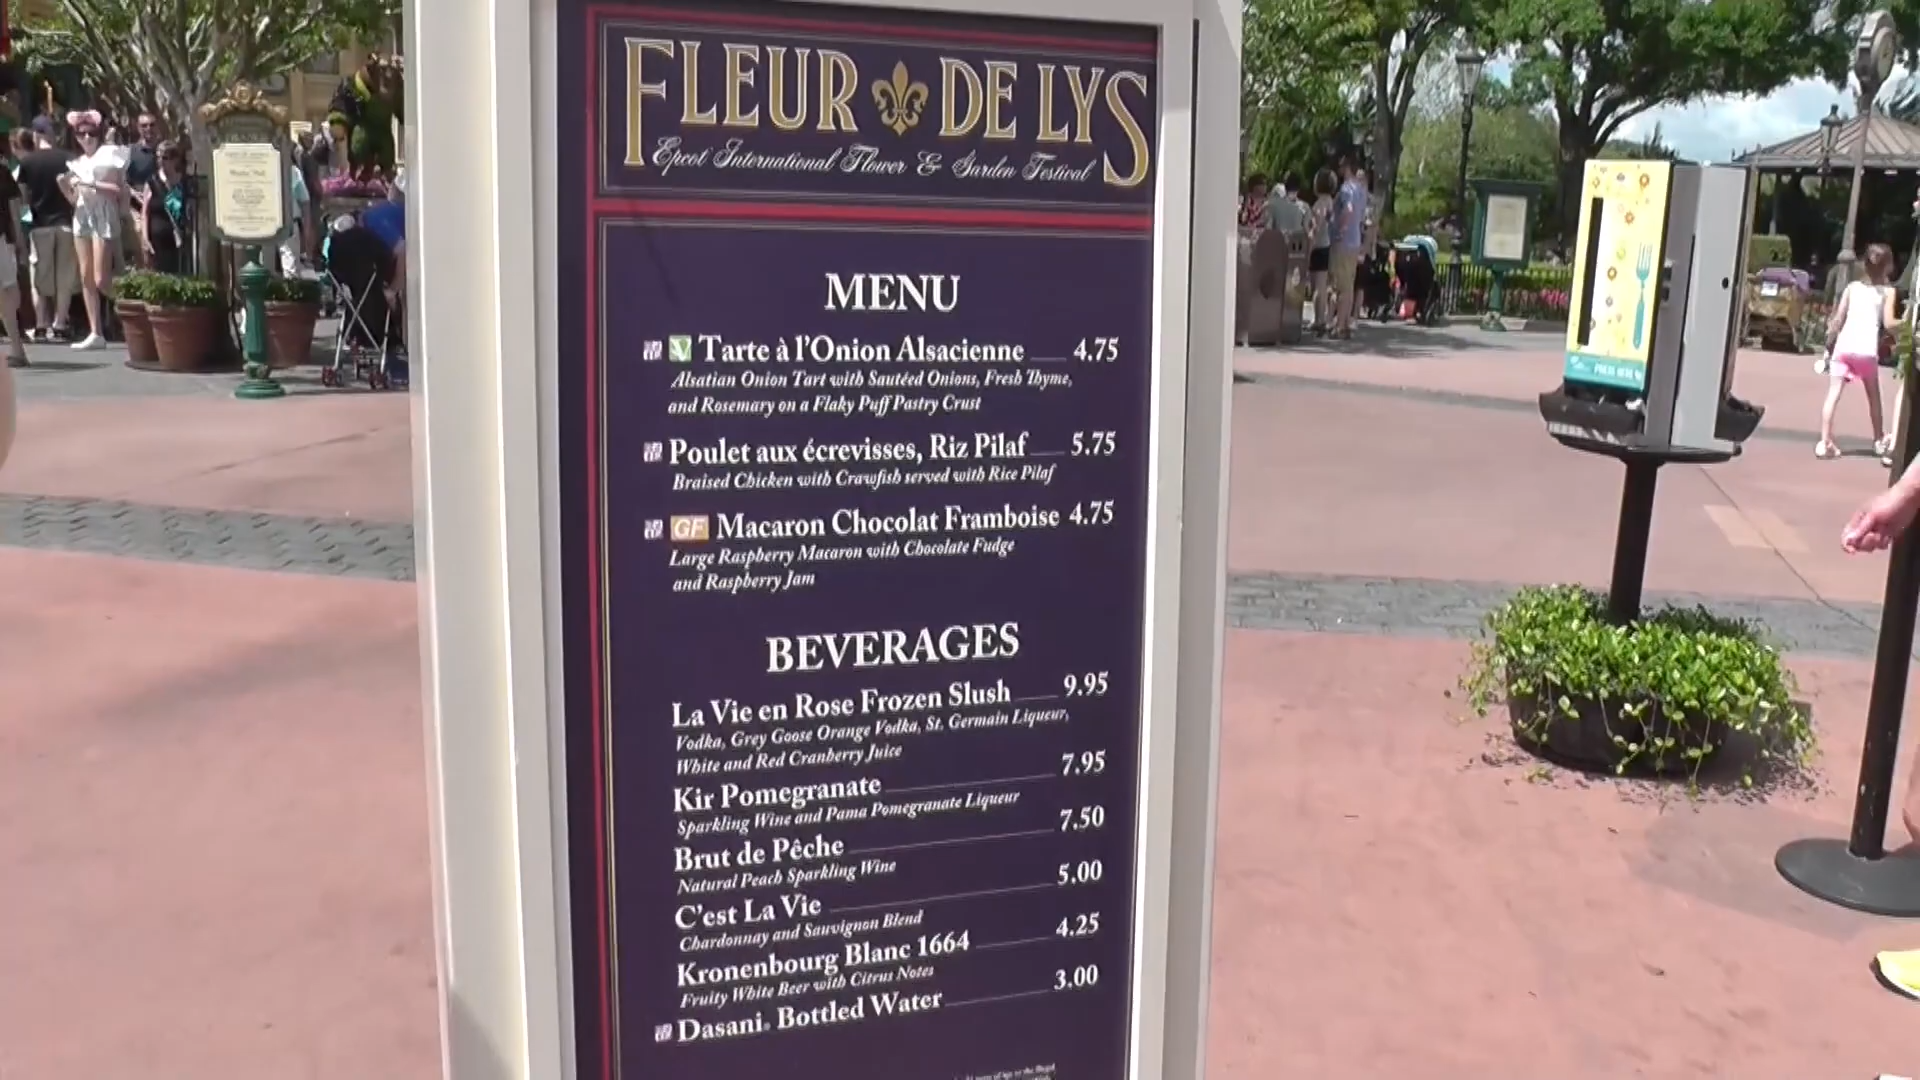 FLEUR DE LYS
Epcot International Flower & Garden Festival
MENU
V Tarte à l'Onion Alsacienne 4.75
Alsatian Onion Tart with Sautéed Onions, Fresh Thyme,
and Rosemary on a Flaky Puff Pastry Crust
Poulet aux écrevisses, Riz Pilaf 5.75
Braised Chicken with Crawfish served with Rice Pilaf
GF Macaron Chocolat Framboise 4.75
Large Raspberry Macaron with Chocolate Fudge
and Raspberry Jam
BEVERAGES
La Vie en Rose Frozen Slush 9.95
Vodka, Grey Goose Orange Vodka, St. Germain Liqueur,
White and Red Cranberry Juice
Kir Pomegranate 7.95
Sparkling Wine and Pama Pomegranate Liqueur
Brut de Pêche 7.50
Natural Peach Sparkling Wine
C'est La Vie 5.00
Chardonnay and Sauvignon Blend
Kronenbourg Blanc 1664 4.25
Fruity White Beer with Citrus Notes
Dasani® Bottled Water 3.00